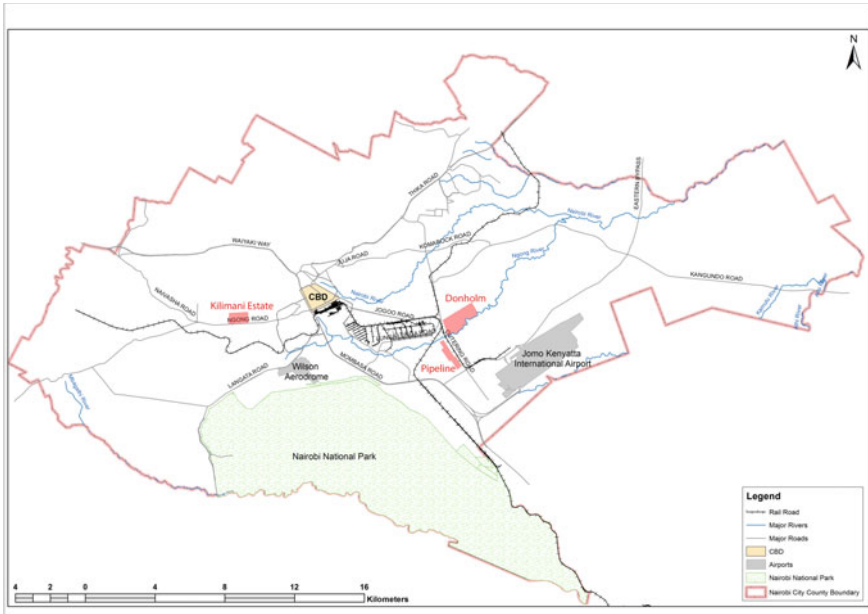 N
THIKA ROAD
EASTERN BYPASS
Nairobi River
WAIYAKI WAY
KOMAROCK ROAD
JUJA ROAD
Ngong River
KANGUNDO ROAD
NAIVASHA ROAD
Kilimani Estate
CBD
Nairobi River
Donholm
NGONG ROAD
JOGOO ROAD
Jomo Kenyatta
International Airport
Pipeline
MOMBASA ROAD
LANGATA ROAD
Wilson
Aerodrome
Nairobi National Park
Legend
Rail Road
Major Rivers
Major Roads
CBD
Airports
Nairobi National Park
Nairobi City County Boundary
4 2 0 4 8 12 16
Kilometers